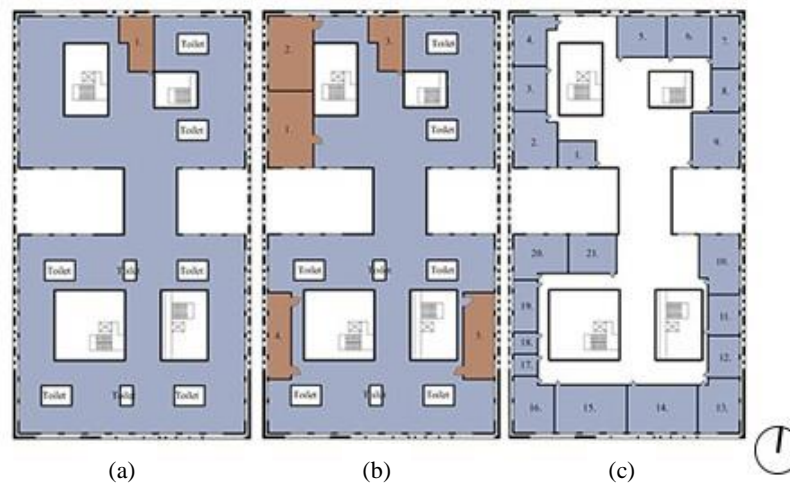 1.
Toilet
Toilet
Toilet
Toilet
Toilet
Toilet
Toilet
Toilet
2.
3.
Toilet
1.
Toilet
Toilet
Toilet
Toilet
4.
5.
Toilet
Toilet
Toilet
4.
5.
6.
7.
3.
8.
2.
1.
9.
20.
21.
10.
19.
11.
18.
12.
17.
16.
15.
14.
13.
(a)
(b)
(c)